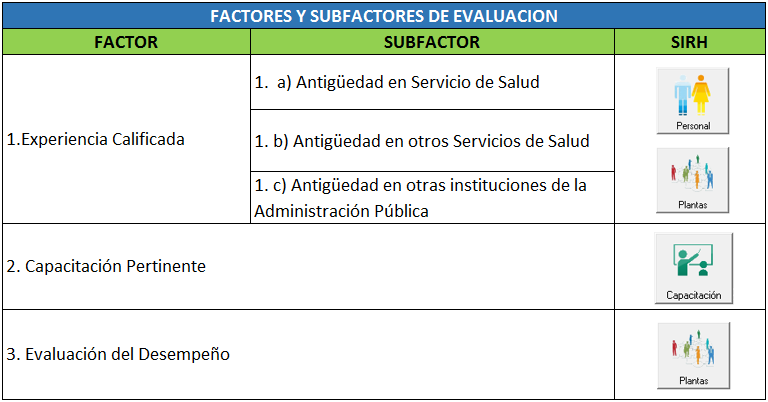 FACTORES Y SUBFACTORES DE EVALUACION
FACTOR
SUBFACTOR
SIRH
1.Experiencia Calificada
1.  a) Antigüedad en Servicio de Salud
1. b) Antigüedad en otros Servicios de Salud
1. c) Antigüedad en otras instituciones de la
Administración Pública
Personal
Plantas
2. Capacitación Pertinente
Capacitación
3. Evaluación del Desempeño
Plantas